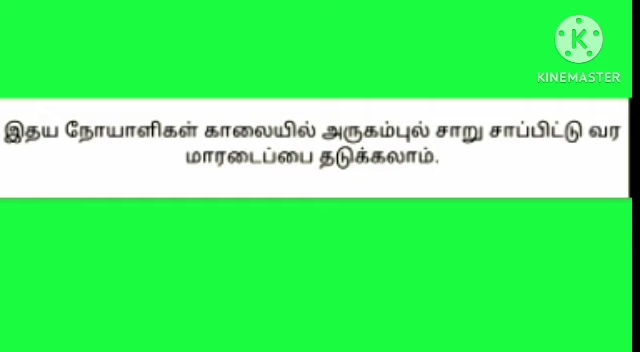 KINEMASTER
இதய நோயாளிகள் காலையில் அருகம்புல் சாறு சாப்பிட்டு வர
மாரடைப்பை தடுக்கலாம்.